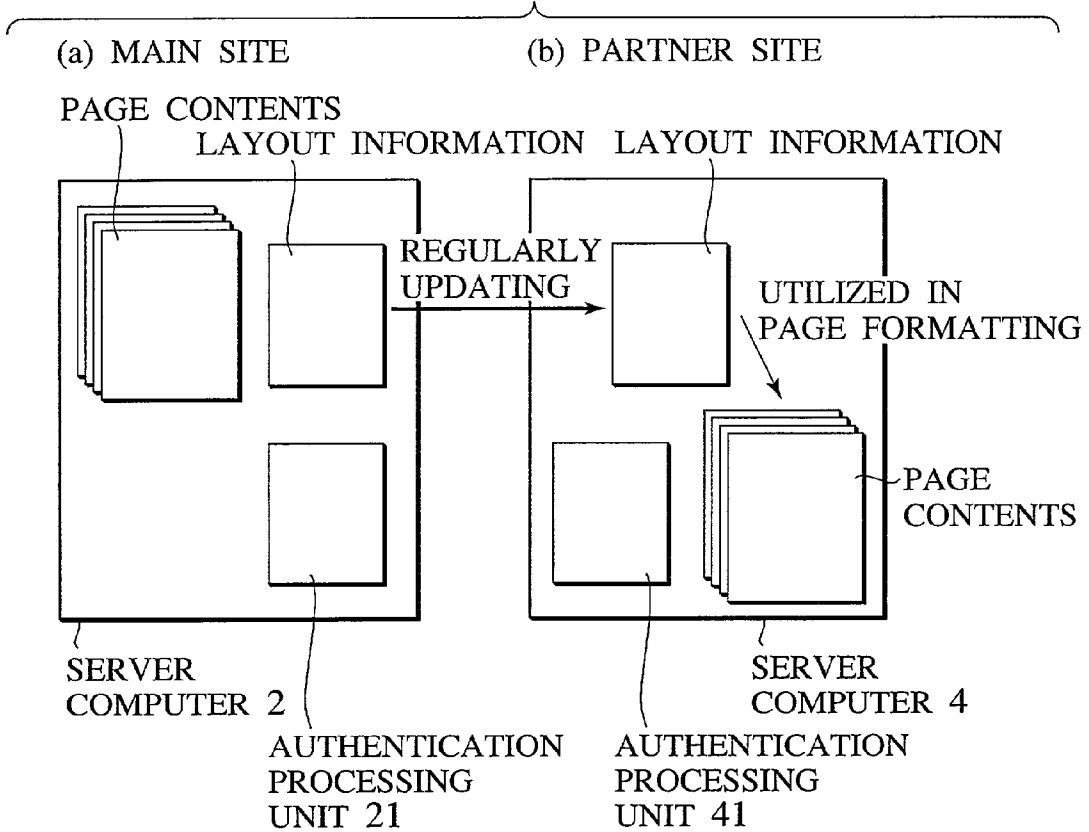 (a) MAIN SITE
PAGE CONTENTS
LAYOUT INFORMATION
SERVER
COMPUTER 2
AUTHENTICATION
PROCESSING
UNIT 21
REGULARLY
UPDATING
(b) PARTNER SITE
LAYOUT INFORMATION
UTILIZED IN
PAGE FORMATTING
PAGE
CONTENTS
SERVER
COMPUTER 4
AUTHENTICATION
PROCESSING
UNIT 41